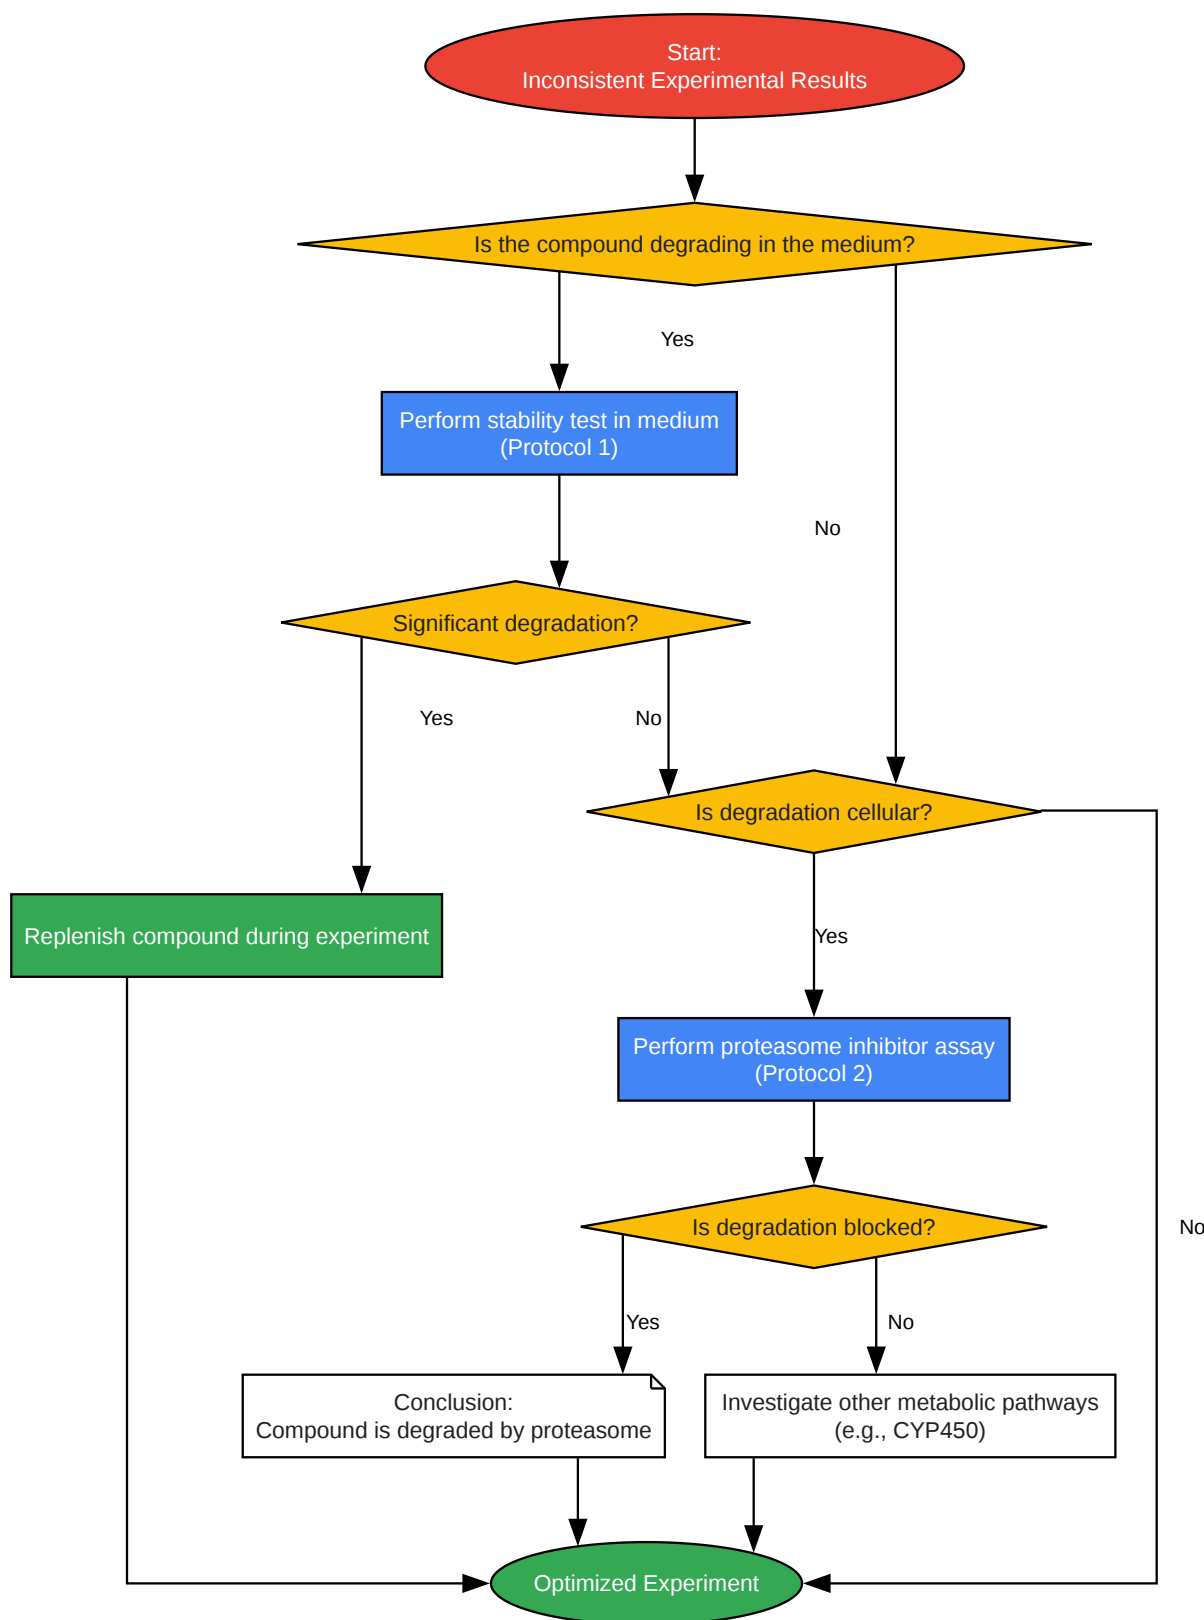 Start:
Inconsistent Experimental Results
Is the compound degrading in the medium?
Yes
Perform stability test in medium
(Protocol 1)
No
Significant degradation?
Yes
No
Is degradation cellular?
Replenish compound during experiment
Yes
Perform proteasome inhibitor assay
(Protocol 2)
Is degradation blocked?
No
Yes
No
Conclusion:
Compound is degraded by proteasome
Investigate other metabolic pathways
(e.g., CYP450)
Optimized Experiment